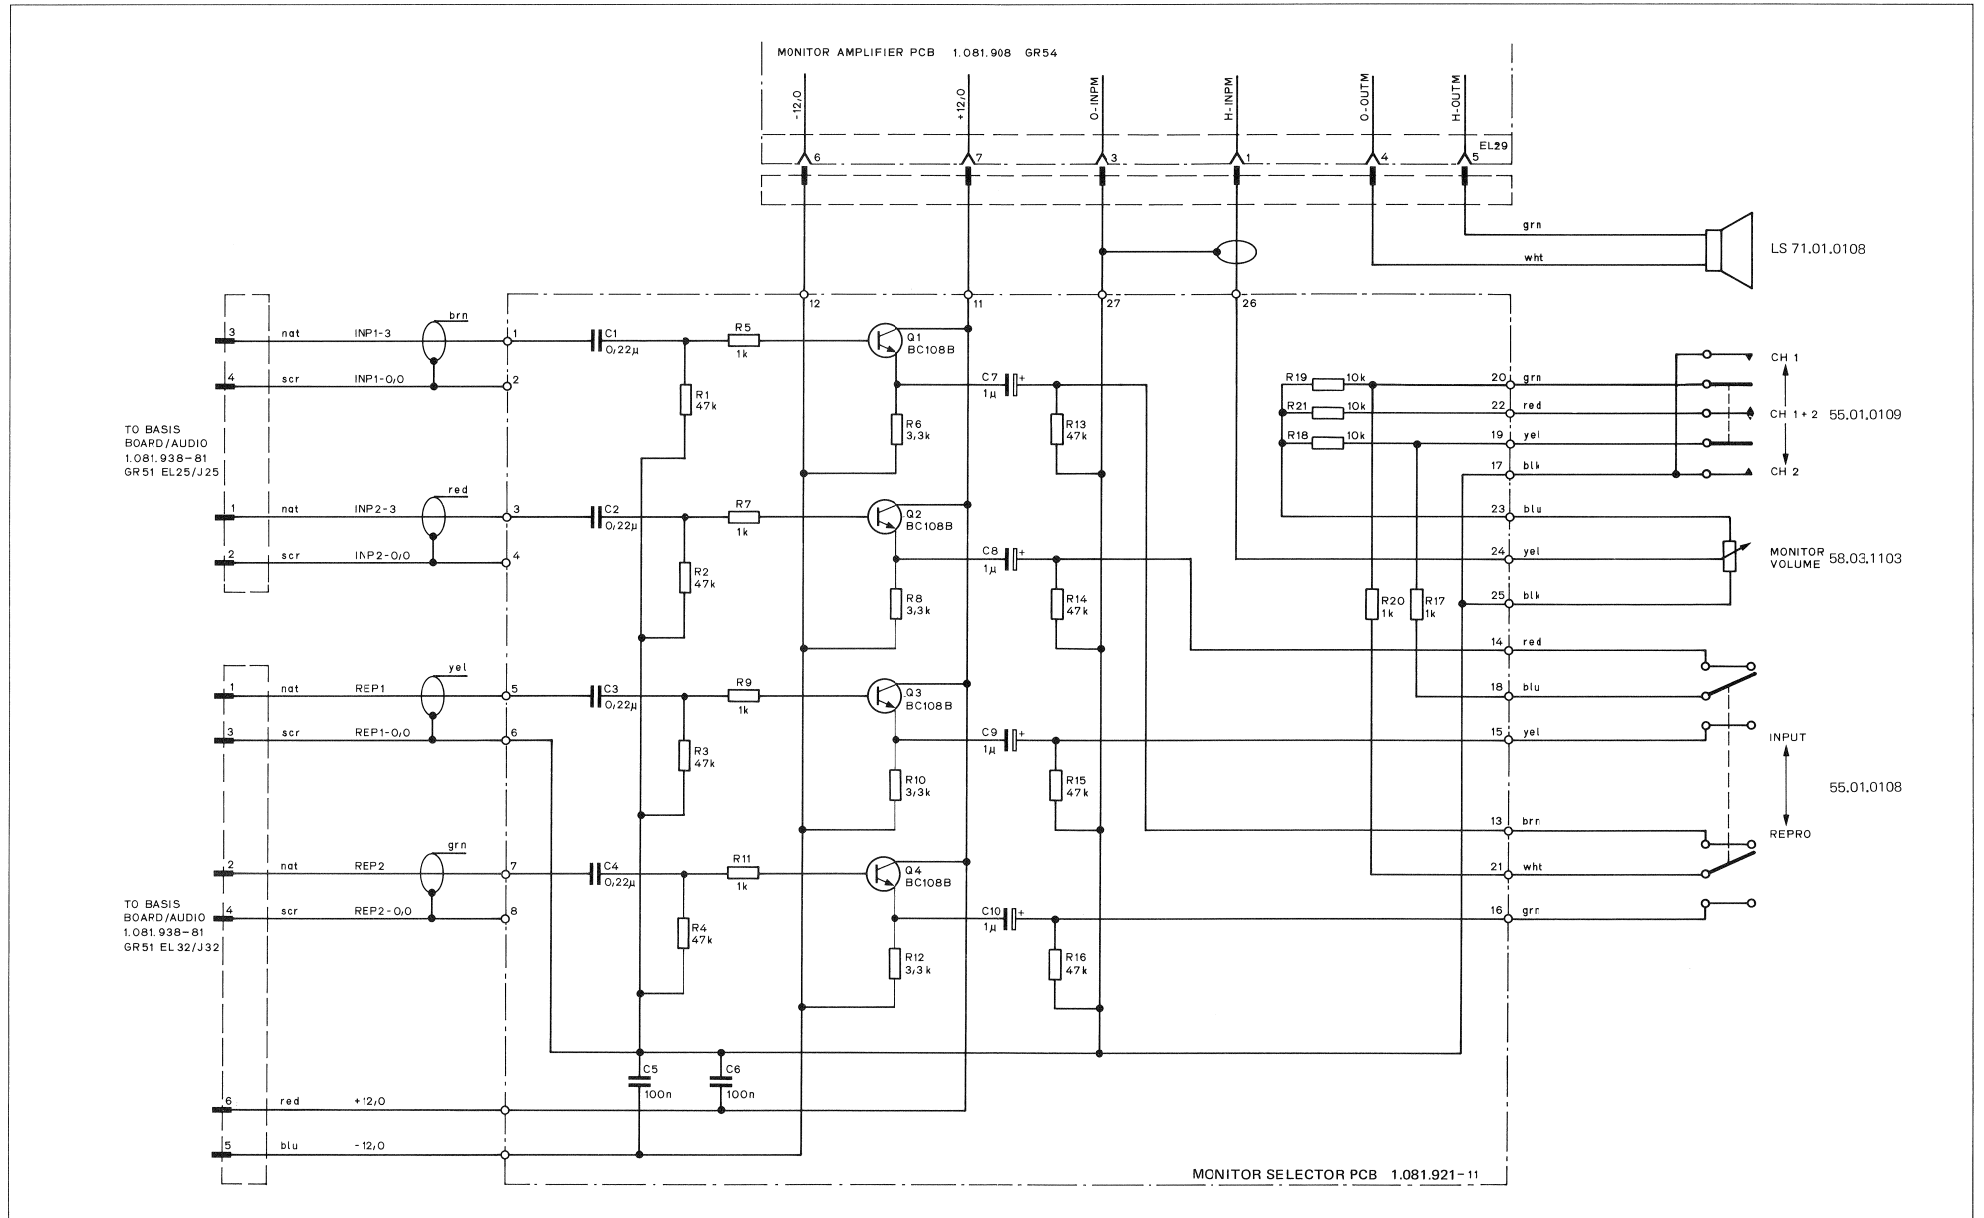 MONITOR AMPLIFIER PCB 1.081.908 GR54
-12,0
+12,0
O-INPM
H-INPM
O-OUTM
H-OUTM
EL29
6
7
3
1
4
5
grn
wht
LS 71.01.0108
12
11
27
26
3
nat
INP1-3
brn
1
C1
0,22µ
R5
1k
Q1
BC108B
4
scr
INP1-0,0
2
R1
47k
C7
1µ
+
R6
3,3k
R13
47k
R19
10k
20
grn
CH 1
R21
10k
22
red
CH 1+2
55.01.0109
R18
10k
19
yel
17
blk
CH 2
TO BASIS
BOARD/AUDIO
1.081.938-81
GR51 EL25/J25
1
nat
INP2-3
red
3
C2
0,22µ
R7
1k
Q2
BC108B
23
blu
2
scr
INP2-0,0
4
R2
47k
C8
1µ
+
24
yel
MONITOR
VOLUME
58.03.1103
R8
3,3k
R14
47k
R20
1k
R17
1k
25
blk
14
red
1
nat
REP1
yel
5
C3
0,22µ
R9
1k
Q3
BC108B
18
blu
3
scr
REP1-0,0
6
R3
47k
C9
1µ
+
15
yel
INPUT
R10
3,3k
R15
47k
55.01.0108
13
brn
REPRO
2
nat
REP2
grn
7
C4
0,22µ
R11
1k
Q4
BC108B
21
wht
TO BASIS
BOARD/AUDIO
1.081.938-81
GR51 EL32/J32
4
scr
REP2-0,0
8
R4
47k
C10
1µ
+
16
grn
R12
3,3k
R16
47k
C5
100n
C6
100n
6
red
+12,0
5
blu
-12,0
MONITOR SELECTOR PCB 1.081.921-11